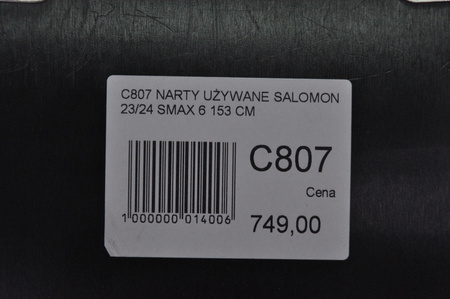 C807 NARTY UŻYWANE SALOMON
23/24 SMAX 6 153 CM
C807
Cena
1 000000 014006
749,00